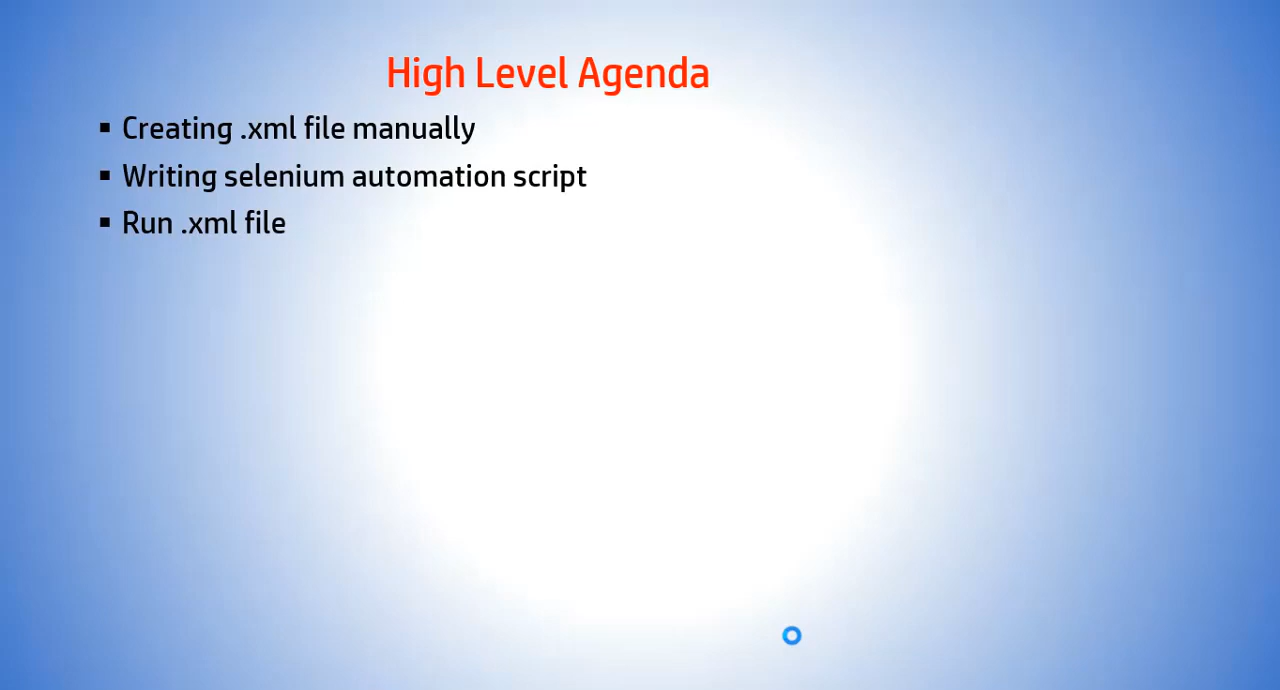 High Level Agenda
▪ Creating .xml file manually
▪ Writing selenium automation script
▪ Run .xml file